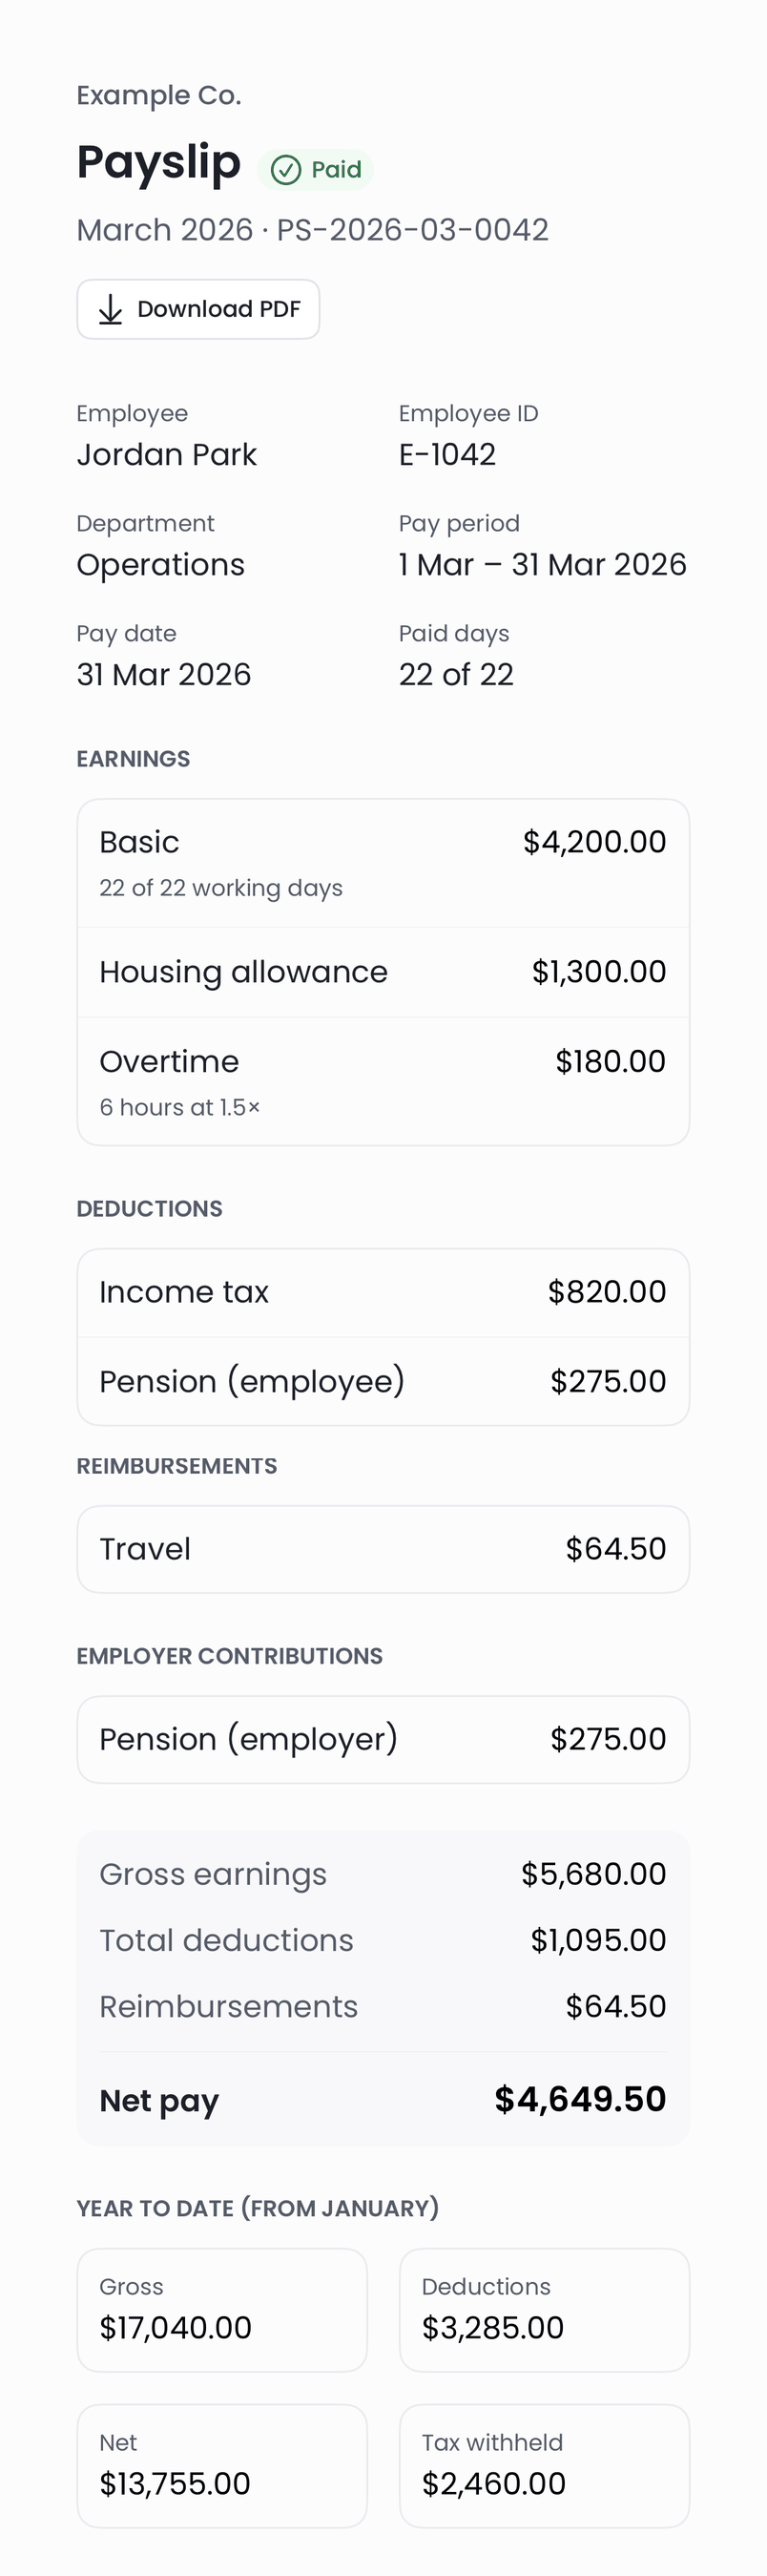 Example Co.
Payslip Paid
March 2026 · PS-2026-03-0042
Download PDF
Employee Employee ID
Jordan Park E-1042
Department Pay period
Operations 1 Mar – 31 Mar 2026
Pay date Paid days
31 Mar 2026 22 of 22
EARNINGS
Basic $4,200.00
22 of 22 working days
Housing allowance $1,300.00
Overtime $180.00
6 hours at 1.5×
DEDUCTIONS
Income tax $820.00
Pension (employee) $275.00
REIMBURSEMENTS
Travel $64.50
EMPLOYER CONTRIBUTIONS
Pension (employer) $275.00
Gross earnings $5,680.00
Total deductions $1,095.00
Reimbursements $64.50
Net pay $4,649.50
YEAR TO DATE (FROM JANUARY)
Gross Deductions
$17,040.00 $3,285.00
Net Tax withheld
$13,755.00 $2,460.00